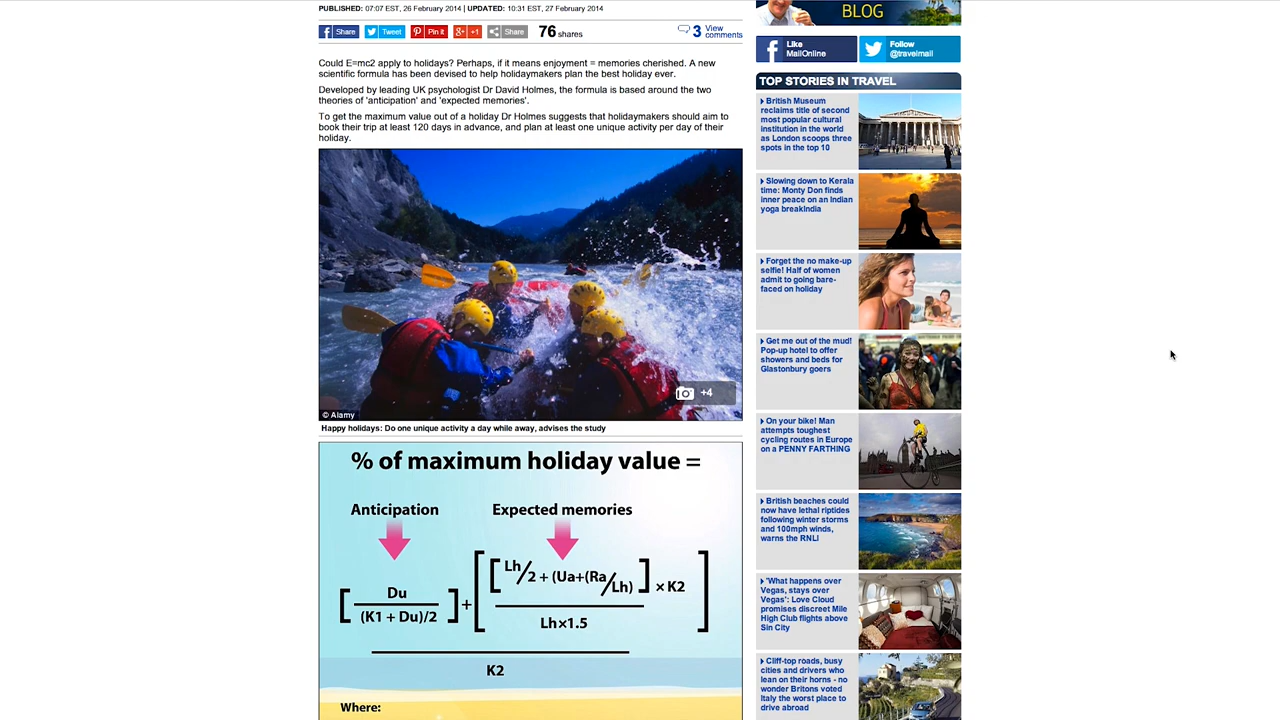 PUBLISHED: 07:07 EST, 26 February 2014 | UPDATED: 10:31 EST, 27 February 2014
Share
Tweet
Pin it
+1
Share
76 shares
3 View comments
Could E=mc2 apply to holidays? Perhaps, if it means enjoyment = memories cherished. A new
scientific formula has been devised to help holidaymakers plan the best holiday ever.
Developed by leading UK psychologist Dr David Holmes, the formula is based around the two
theories of 'anticipation' and 'expected memories'.
To get the maximum value out of a holiday Dr Holmes suggests that holidaymakers should aim to
book their trip at least 120 days in advance, and plan at least one unique activity per day of their
holiday.
+4
© Alamy
Happy holidays: Do one unique activity a day while away, advises the study
% of maximum holiday value =
Anticipation
Expected memories
[Du/(K1 + Du)/2] + [[Lh/2 + (Ua+(Ra/Lh)]/Lh×1.5 × K2]
K2
Where:
BLOG
Like
MailOnline
Follow
@travelmail
TOP STORIES IN TRAVEL
British Museum
reclaims title of second
most popular cultural
institution in the world
as London scoops three
spots in the top 10
Slowing down to Kerala
time: Monty Don finds
inner peace on an Indian
yoga breakIndia
Forget the no make-up
selfie! Half of women
admit to going bare-
faced on holiday
Get me out of the mud!
Pop-up hotel to offer
showers and beds for
Glastonbury goers
On your bike! Man
attempts toughest
cycling routes in Europe
on a PENNY FARTHING
British beaches could
now have lethal riptides
following winter storms
and 100mph winds,
warns the RNLI
'What happens over
Vegas, stays over
Vegas': Love Cloud
promises discreet Mile
High Club flights above
Sin City
Cliff-top roads, busy
cities and drivers who
lean on their horns - no
wonder Britons voted
Italy the worst place to
drive abroad